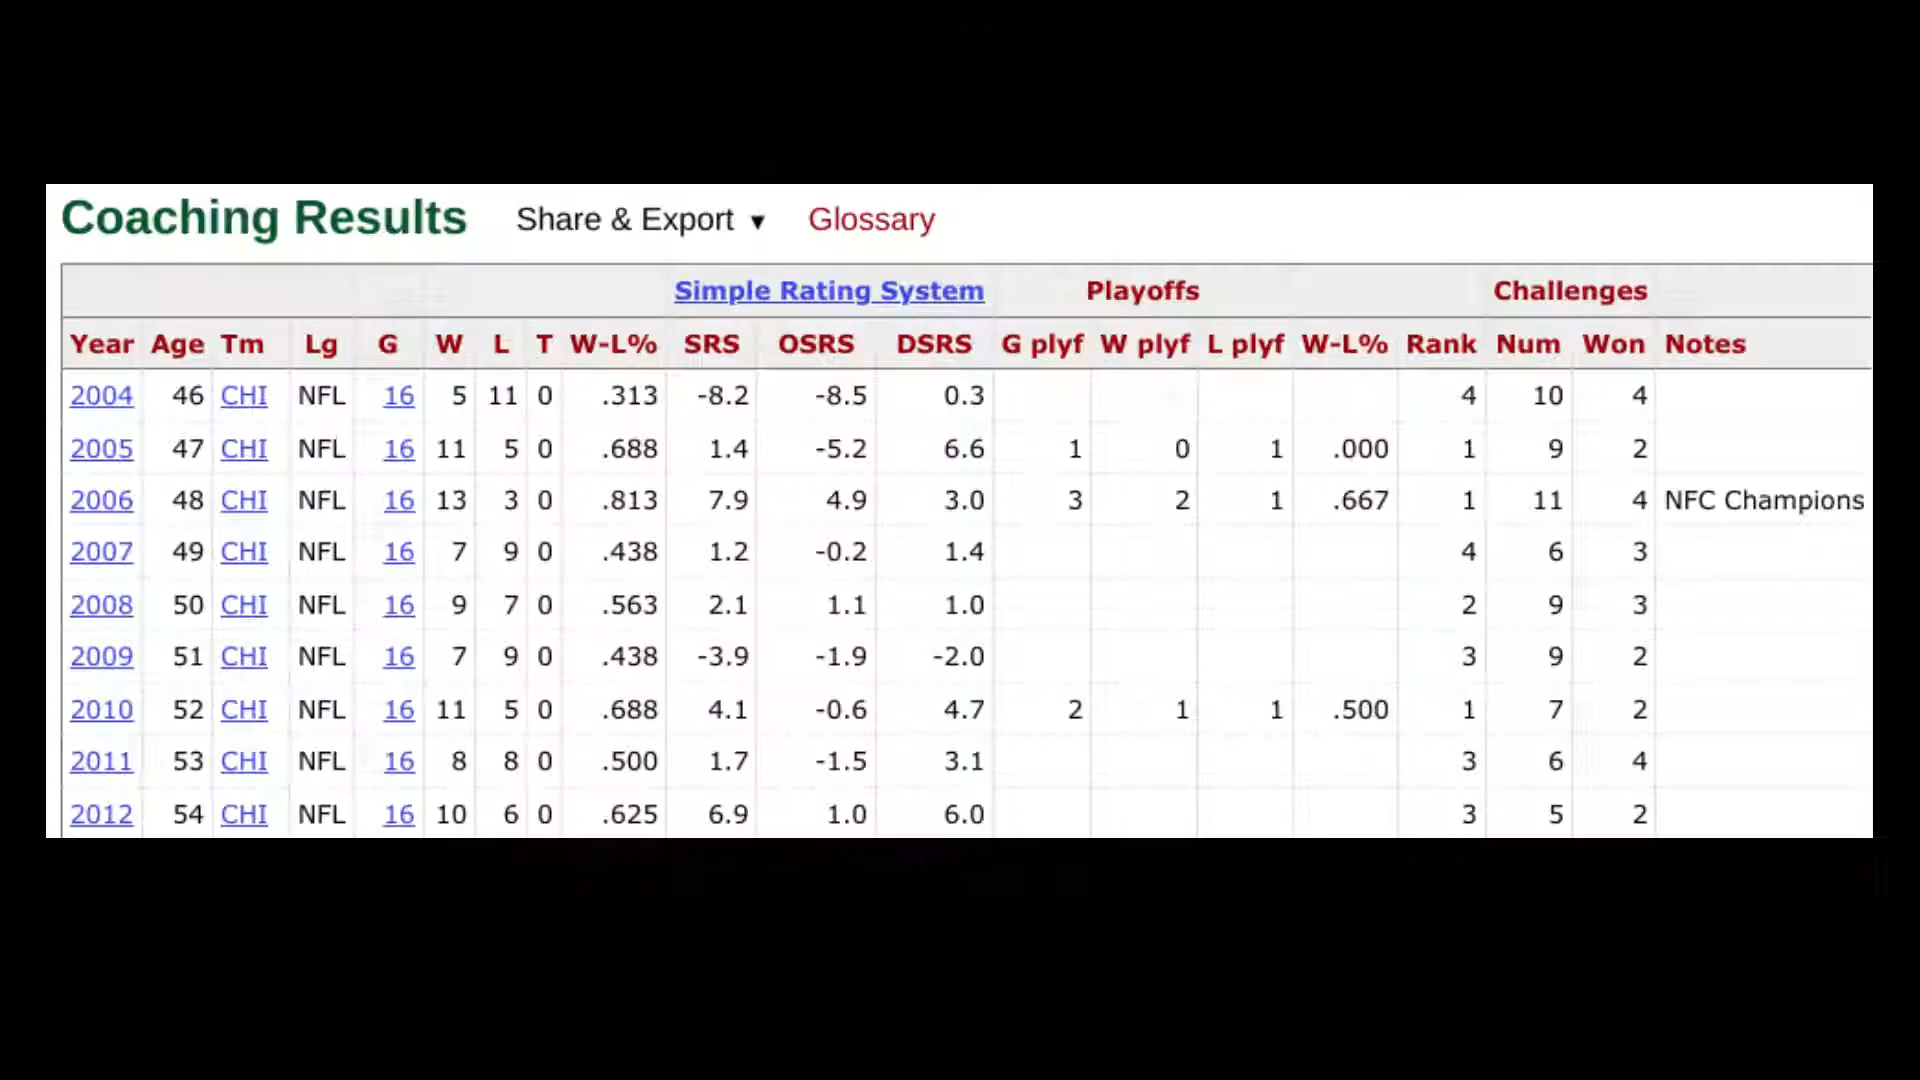 Coaching Results Share & Export ▼ Glossary
Simple Rating System Playoffs Challenges
Year Age Tm Lg G W L T W-L% SRS OSRS DSRS G plyf W plyf L plyf W-L% Rank Num Won Notes
2004 46 CHI NFL 16 5 11 0 .313 -8.2 -8.5 0.3 4 10 4
2005 47 CHI NFL 16 11 5 0 .688 1.4 -5.2 6.6 1 0 1 .000 1 9 2
2006 48 CHI NFL 16 13 3 0 .813 7.9 4.9 3.0 3 2 1 .667 1 11 4 NFC Champions
2007 49 CHI NFL 16 7 9 0 .438 1.2 -0.2 1.4 4 6 3
2008 50 CHI NFL 16 9 7 0 .563 2.1 1.1 1.0 2 9 3
2009 51 CHI NFL 16 7 9 0 .438 -3.9 -1.9 -2.0 3 9 2
2010 52 CHI NFL 16 11 5 0 .688 4.1 -0.6 4.7 2 1 1 .500 1 7 2
2011 53 CHI NFL 16 8 8 0 .500 1.7 -1.5 3.1 3 6 4
2012 54 CHI NFL 16 10 6 0 .625 6.9 1.0 6.0 3 5 2